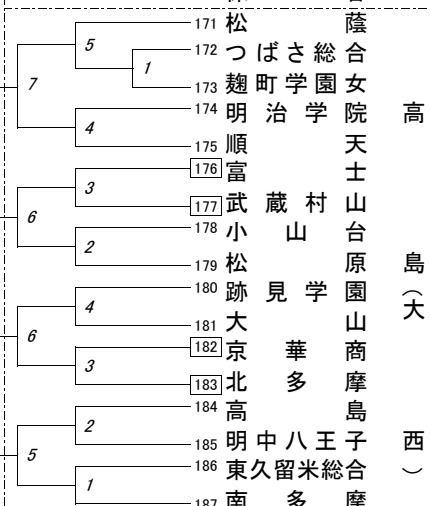 171 松蔭
5
172 つばさ総合
1
7
173 麹町学園女
174 明治学院高
4
175 順天
176 富士
3
177 武蔵村山
6
178 小山台
2
179 松原
島(大西)
180 跡見学園
4
181 大山
6
182 京華商
3
183 北多摩
184 高島
2
185 明中八王子
5
186 東久留米総合
1
187 南多摩